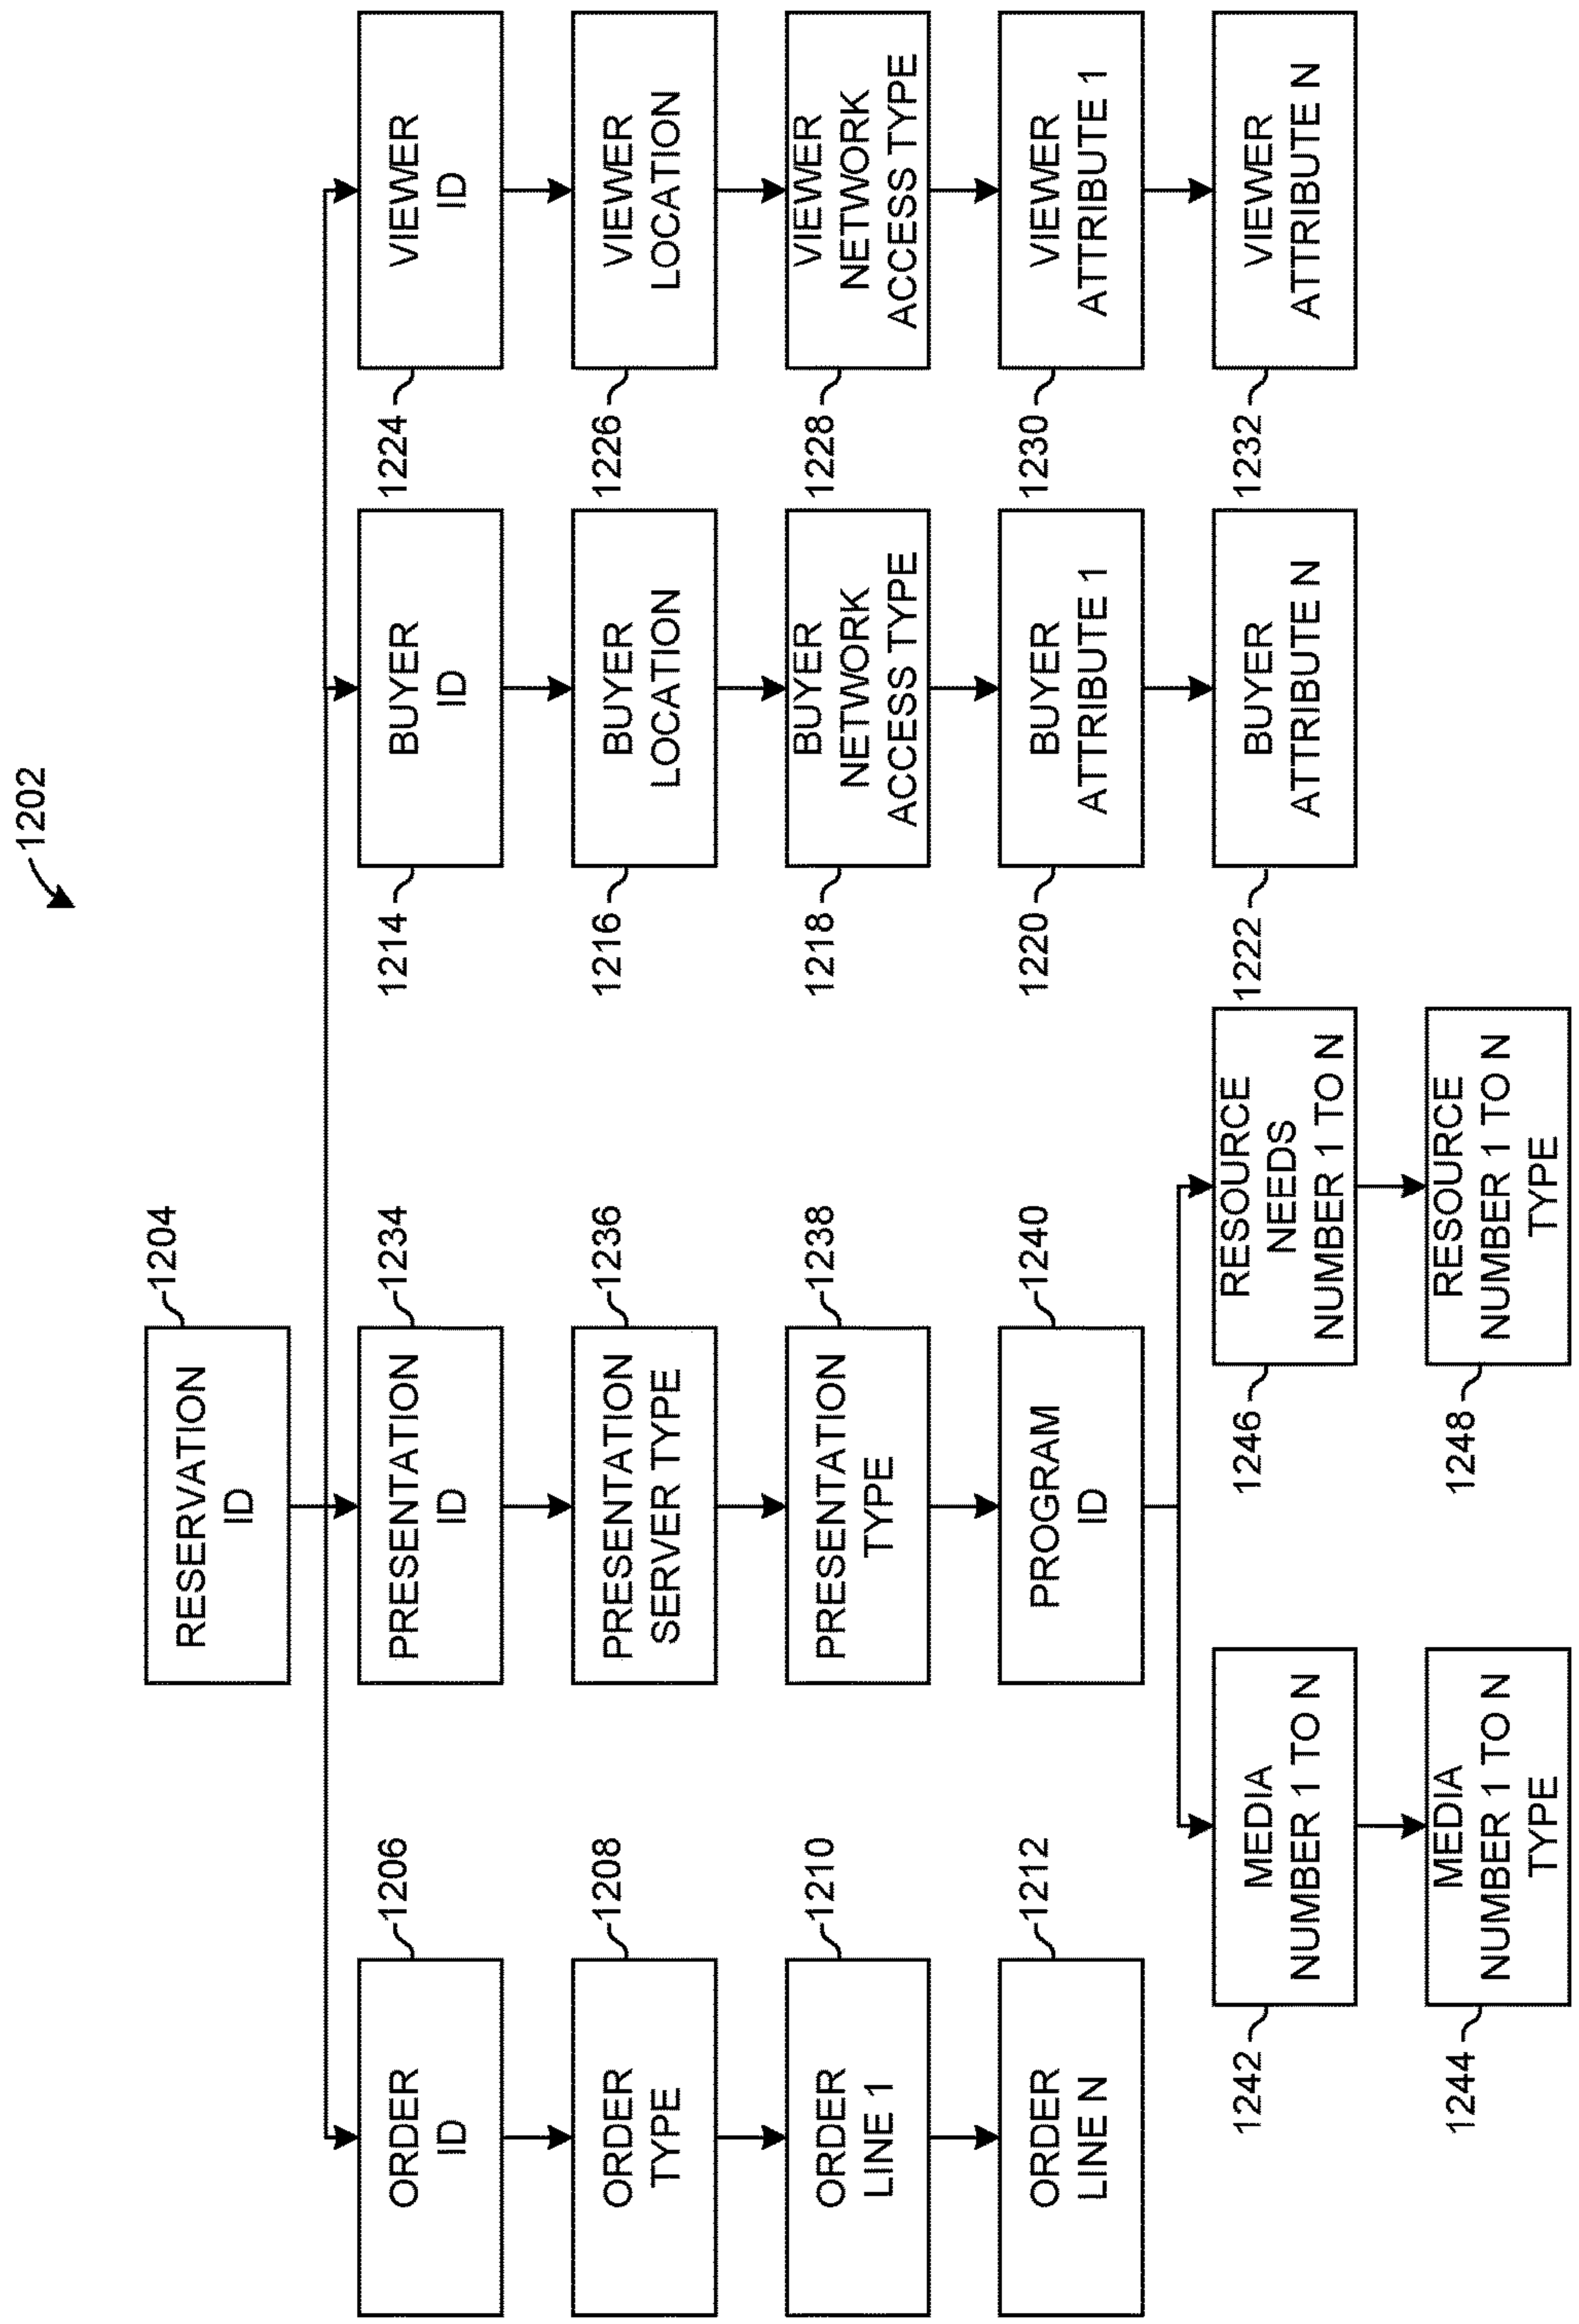 1202
RESERVATION
ID
1204
ORDER
ID
1206
ORDER
TYPE
1208
ORDER
LINE 1
1210
ORDER
LINE N
1212
PRESENTATION
ID
1234
PRESENTATION
SERVER TYPE
1236
PRESENTATION
TYPE
1238
PROGRAM
ID
1240
MEDIA
NUMBER 1 TO N
1242
MEDIA
NUMBER 1 TO N
TYPE
1244
RESOURCE
NEEDS
NUMBER 1 TO N
1246
RESOURCE
NUMBER 1 TO N
TYPE
1248
BUYER
ID
1214
BUYER
LOCATION
1216
BUYER
NETWORK
ACCESS TYPE
1218
BUYER
ATTRIBUTE 1
1220
BUYER
ATTRIBUTE N
1222
VIEWER
ID
1224
VIEWER
LOCATION
1226
VIEWER
NETWORK
ACCESS TYPE
1228
VIEWER
ATTRIBUTE 1
1230
VIEWER
ATTRIBUTE N
1232